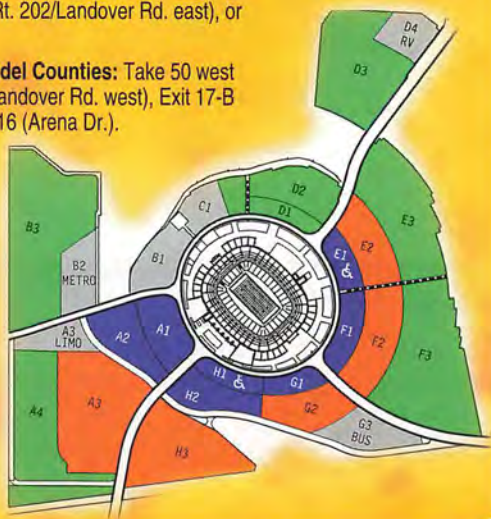 Rt. 202/Landover Rd. east), or
del Counties: Take 50 west
andover Rd. west), Exit 17-B
16 (Arena Dr.).
D4
RV
D3
D2
D1
C1
B3
B2
METRO
B1
E3
E2
E1
A3
LIMO
A2
A1
F1
F2
F3
H1
G1
H2
G2
G3
BUS
A4
A3
H3